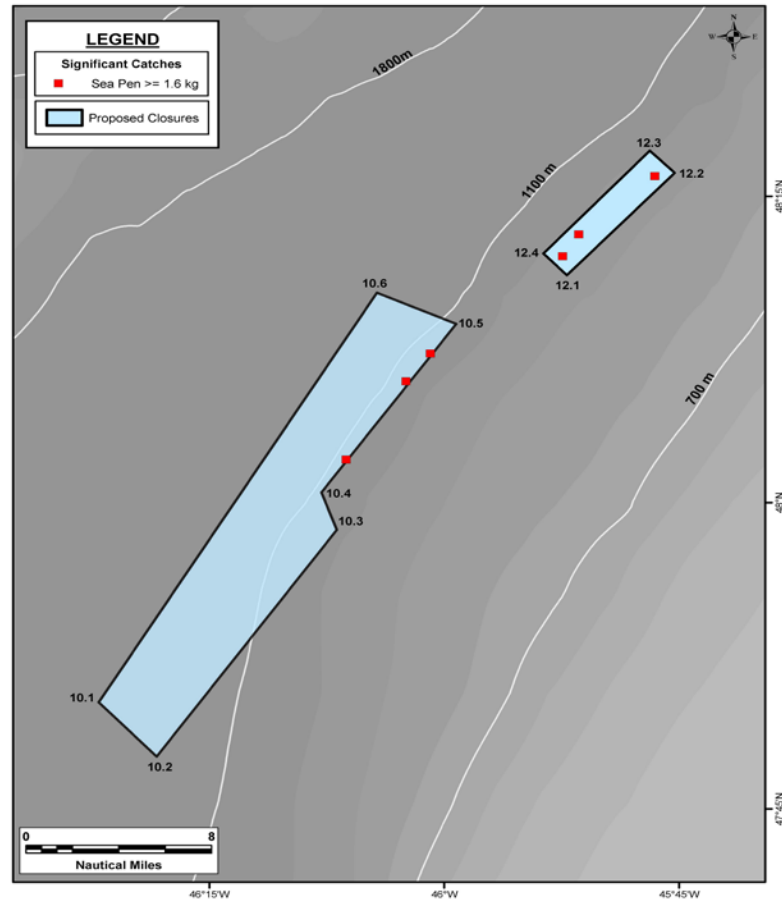 LEGEND
Significant Catches
Sea Pen >= 1.6 kg
Proposed Closures
N
W E
S
1800m
1100 m
12.3
12.2
48°15'N
12.4
12.1
10.6
10.5
700 m
10.4
48°N
10.3
10.1
10.2
47°45'N
0 8
Nautical Miles
46°15'W 46°W 45°45'W